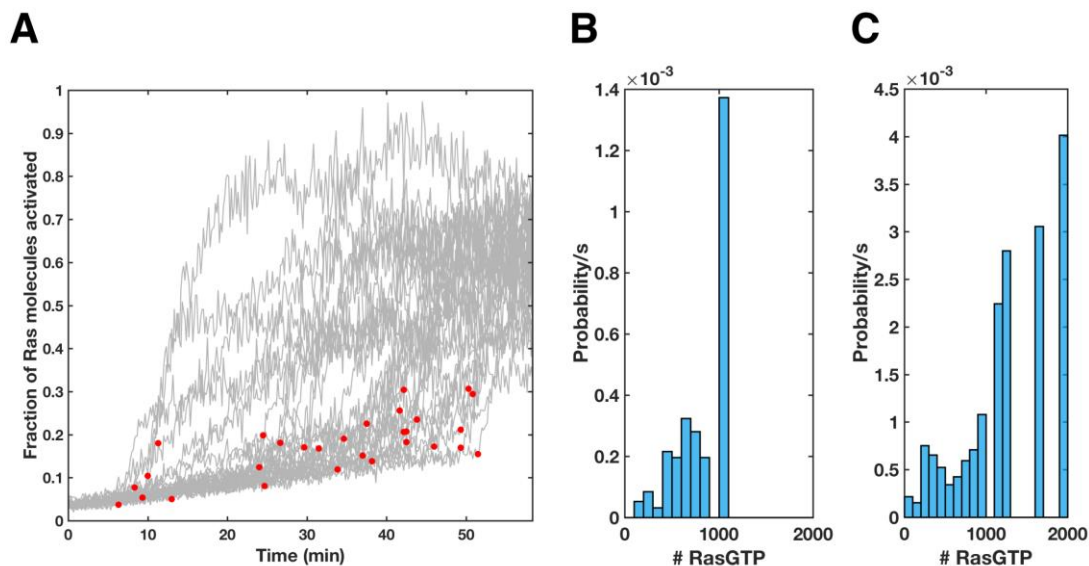 A
B
C
Fraction of Ras molecules activated
1
0.9
0.8
0.7
0.6
0.5
0.4
0.3
0.2
0.1
0
0 10 20 30 40 50
Time (min)
×10⁻³
Probability/s
1.4
1.2
1
0.8
0.6
0.4
0.2
0
0 1000 2000
# RasGTP
×10⁻³
Probability/s
4.5
4
3.5
3
2.5
2
1.5
1
0.5
0
0 1000 2000
# RasGTP